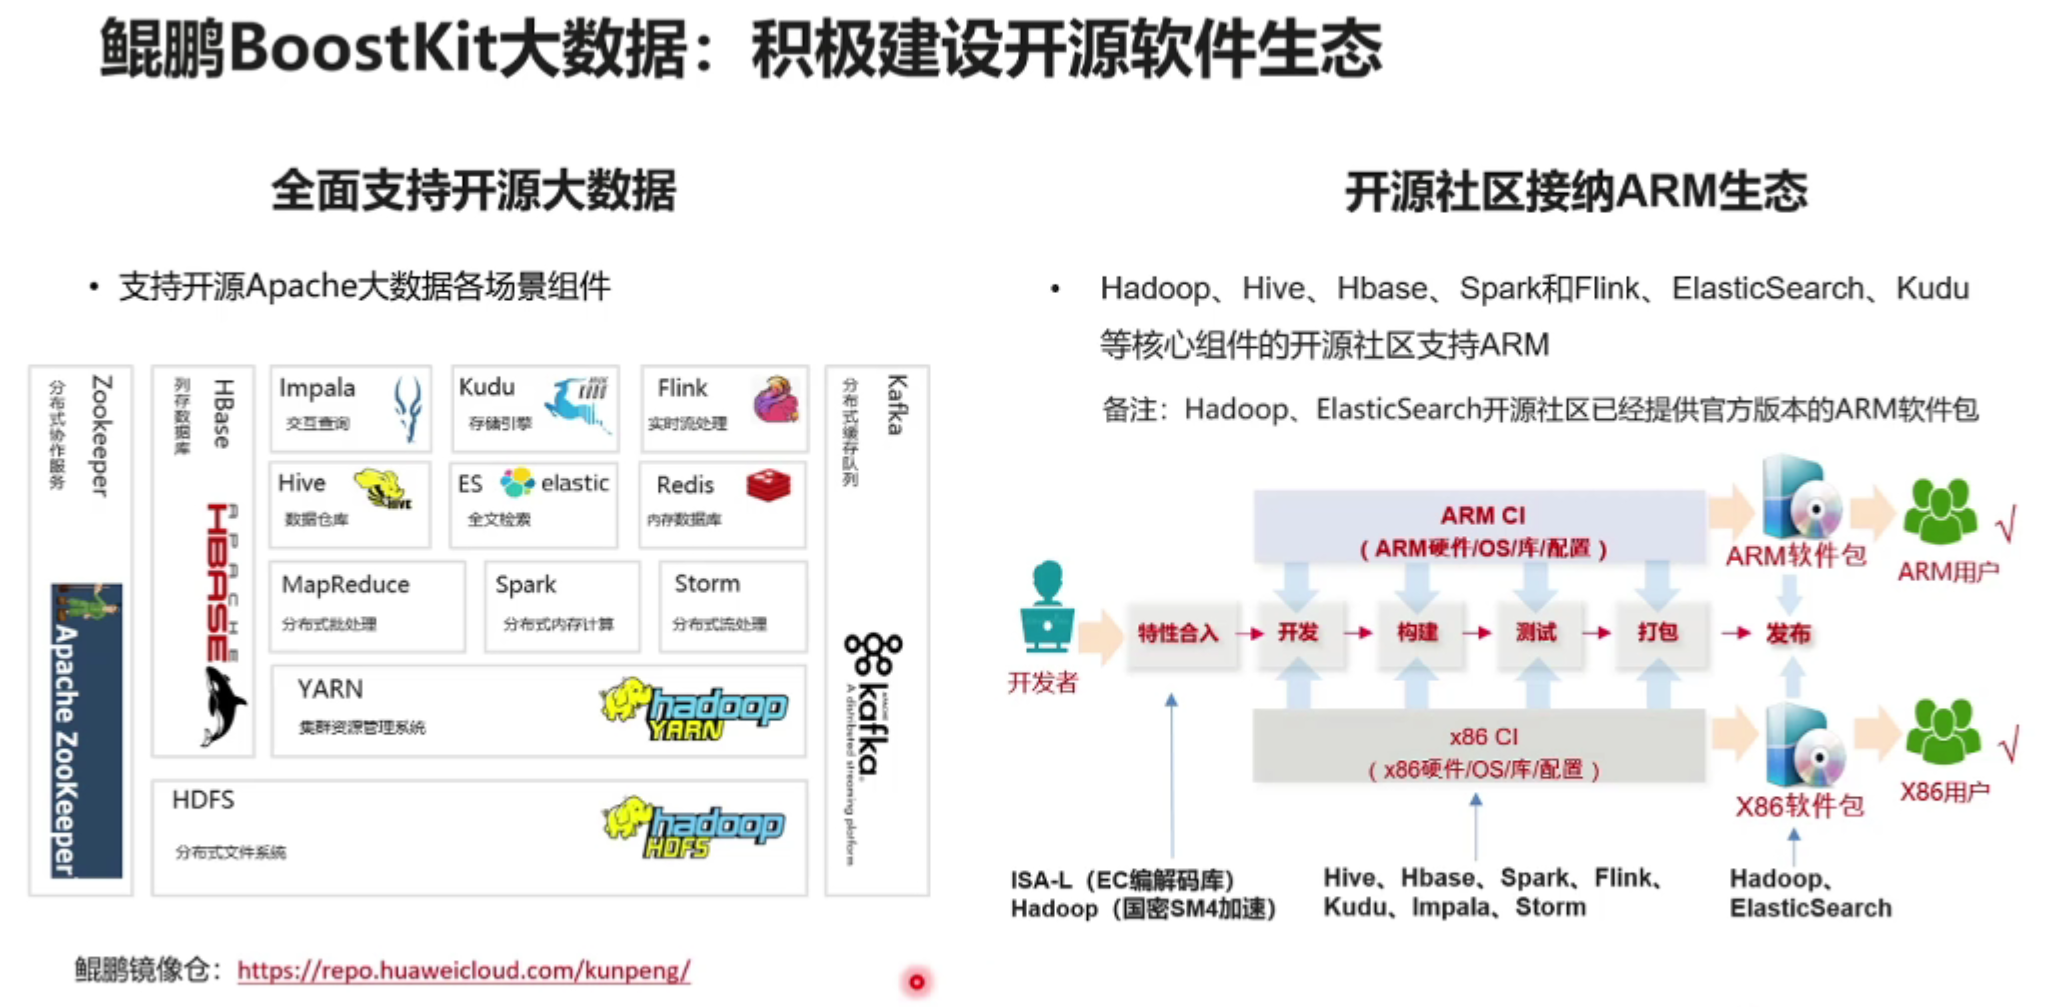 鲲鹏BoostKit大数据：积极建设开源软件生态
全面支持开源大数据
• 支持开源Apache大数据各场景组件
Zookeeper
分布式协作服务
Apache ZooKeeper
HBase
列存数据库
APACHE
HBASE
Impala
交互查询
Kudu
存储引擎
Flink
实时流处理
Hive
HIVE
数据仓库
ES elastic
全文检索
Redis
内存数据库
MapReduce
分布式批处理
Spark
分布式内存计算
Storm
分布式流处理
YARN
集群资源管理系统
hadoop
YARN
HDFS
分布式文件系统
hadoop
HDFS
Kafka
分布式缓存队列
APACHE
kafka
A distributed streaming platform
鲲鹏镜像仓：https://repo.huaweicloud.com/kunpeng/
开源社区接纳ARM生态
• Hadoop、Hive、Hbase、Spark和Flink、ElasticSearch、Kudu
等核心组件的开源社区支持ARM
备注：Hadoop、ElasticSearch开源社区已经提供官方版本的ARM软件包
ARM CI
（ARM硬件/OS/库/配置）
ARM软件包
ARM用户
√
开发者
特性合入
开发
构建
测试
打包
发布
x86 CI
（x86硬件/OS/库/配置）
X86软件包
X86用户
√
ISA-L（EC编解码库）
Hadoop（国密SM4加速）
Hive、Hbase、Spark、Flink、
Kudu、Impala、Storm
Hadoop、
ElasticSearch